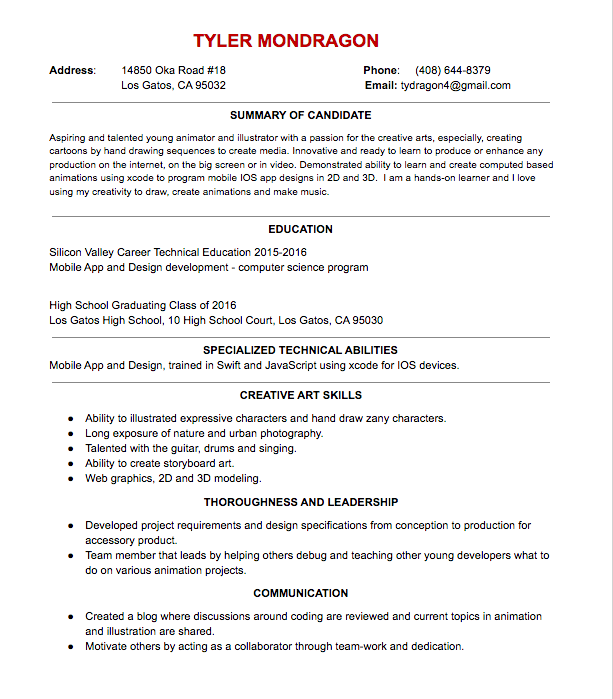 TYLER MONDRAGON
Address: 14850 Oka Road #18 Phone: (408) 644-8379
Los Gatos, CA 95032 Email: tydragon4@gmail.com
SUMMARY OF CANDIDATE
Aspiring and talented young animator and illustrator with a passion for the creative arts, especially, creating
cartoons by hand drawing sequences to create media. Innovative and ready to learn to produce or enhance any
production on the internet, on the big screen or in video. Demonstrated ability to learn and create computed based
animations using xcode to program mobile IOS app designs in 2D and 3D. I am a hands-on learner and I love
using my creativity to draw, create animations and make music.
EDUCATION
Silicon Valley Career Technical Education 2015-2016
Mobile App and Design development - computer science program
High School Graduating Class of 2016
Los Gatos High School, 10 High School Court, Los Gatos, CA 95030
SPECIALIZED TECHNICAL ABILITIES
Mobile App and Design, trained in Swift and JavaScript using xcode for IOS devices.
CREATIVE ART SKILLS
● Ability to illustrated expressive characters and hand draw zany characters.
● Long exposure of nature and urban photography.
● Talented with the guitar, drums and singing.
● Ability to create storyboard art.
● Web graphics, 2D and 3D modeling.
THOROUGHNESS AND LEADERSHIP
● Developed project requirements and design specifications from conception to production for
accessory product.
● Team member that leads by helping others debug and teaching other young developers what to
do on various animation projects.
COMMUNICATION
● Created a blog where discussions around coding are reviewed and current topics in animation
and illustration are shared.
● Motivate others by acting as a collaborator through team-work and dedication.